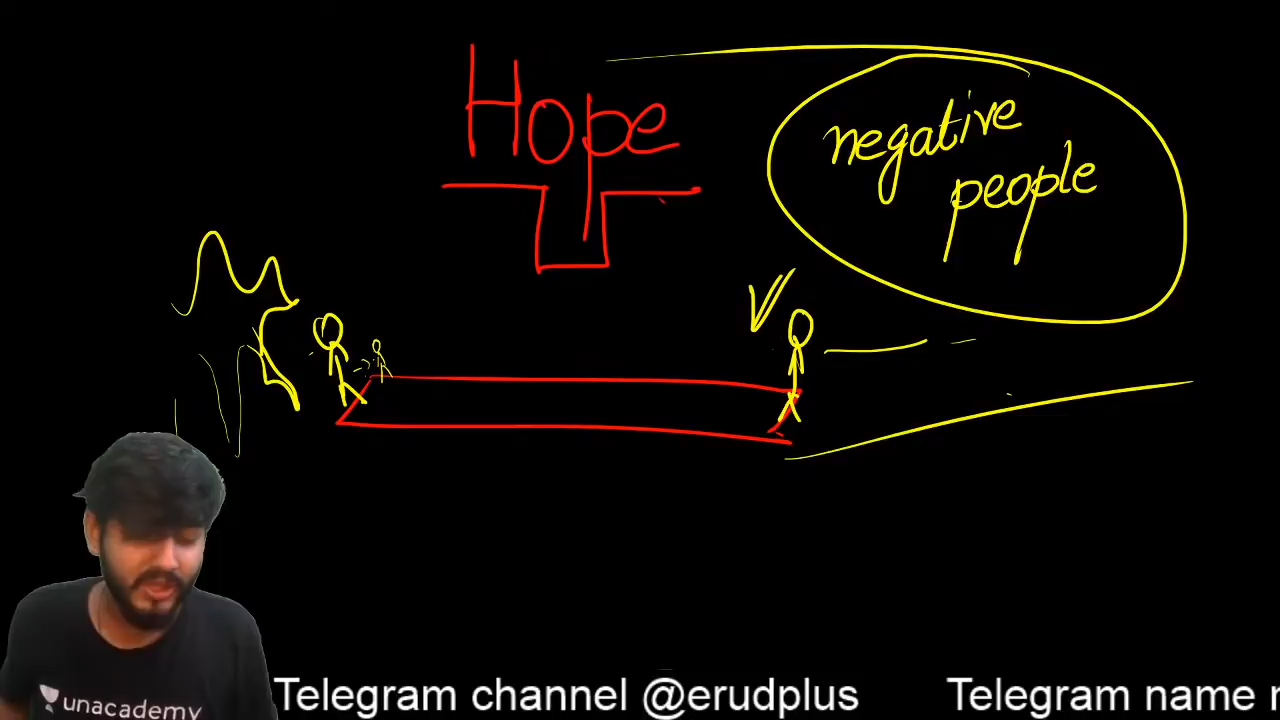 Hope
negative
people
unacademy
Telegram channel @erudplus Telegram name